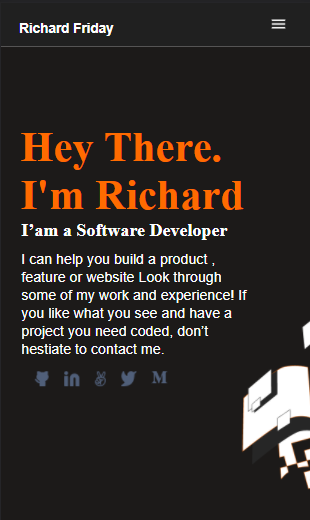 Richard Friday
Hey There.
I'm Richard
I’am a Software Developer
I can help you build a product ,
feature or website Look through
some of my work and experience! If
you like what you see and have a
project you need coded, don’t
hestiate to contact me.